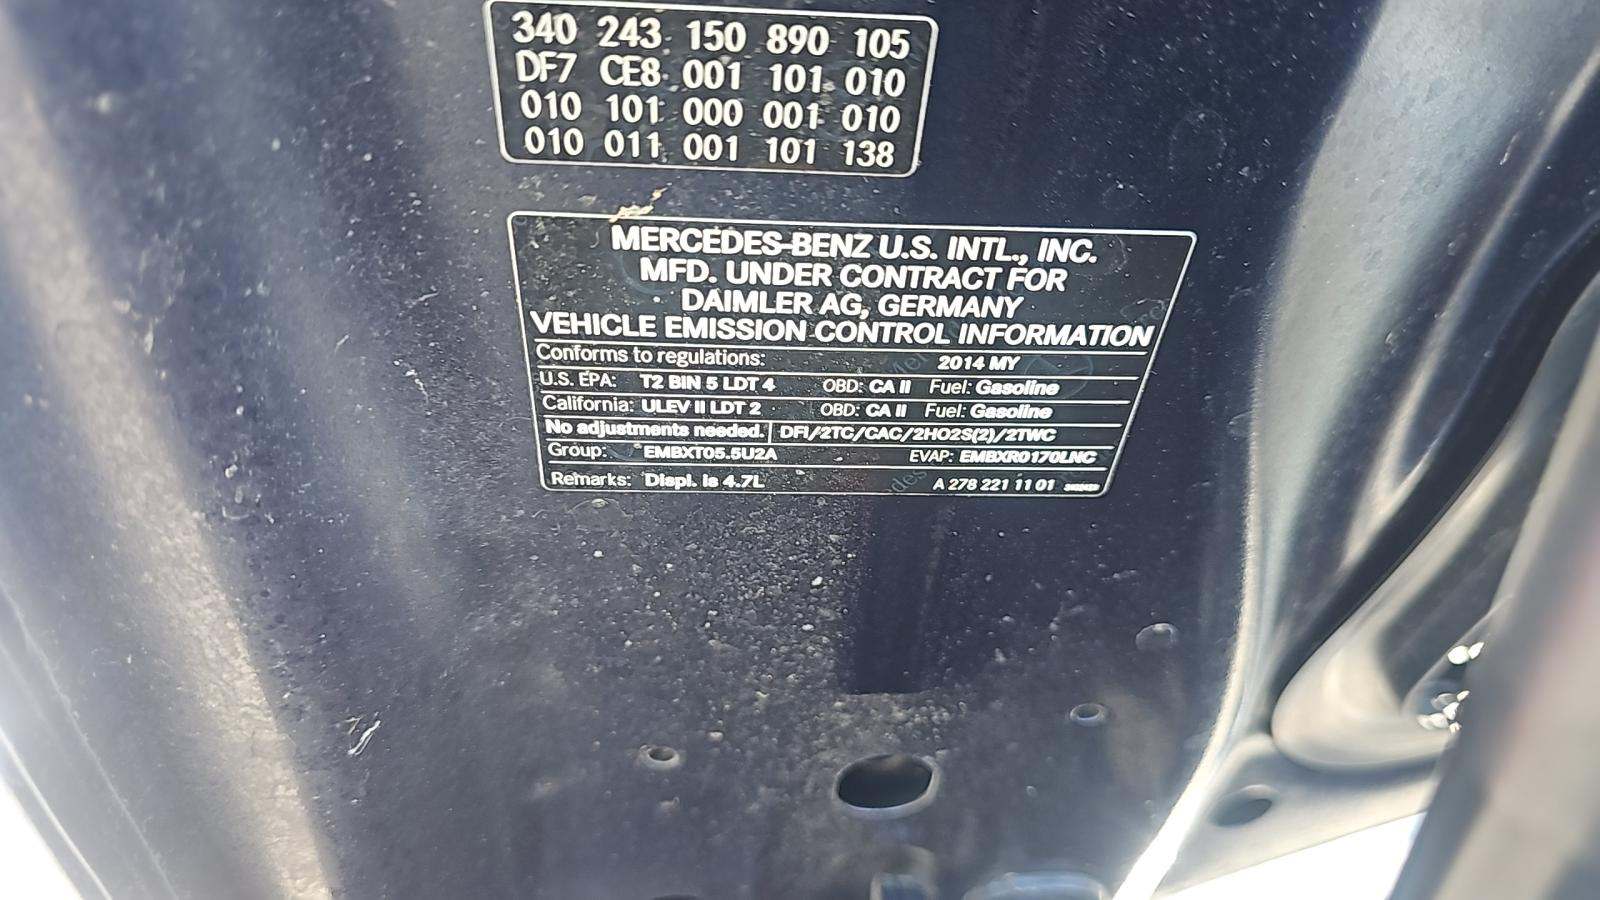 340 243 150 890 105
DF7 CE8 001 101 010
010 101 000 001 010
010 011 001 101 138
MERCEDES-BENZ U.S. INTL., INC.
MFD. UNDER CONTRACT FOR
DAIMLER AG, GERMANY
VEHICLE EMISSION CONTROL INFORMATION
Conforms to regulations: 2014 MY
U.S. EPA: T2 BIN 5 LDT 4 OBD: CA II Fuel: Gasoline
California: ULEV II LDT 2 OBD: CA II Fuel: Gasoline
No adjustments needed. DFI/2TC/CAC/2HO2S(2)/2TWC
Group: EMBXT05.5U2A EVAP: EMBXR0170LNC
Remarks: Displ. is 4.7L A 278 221 11 01